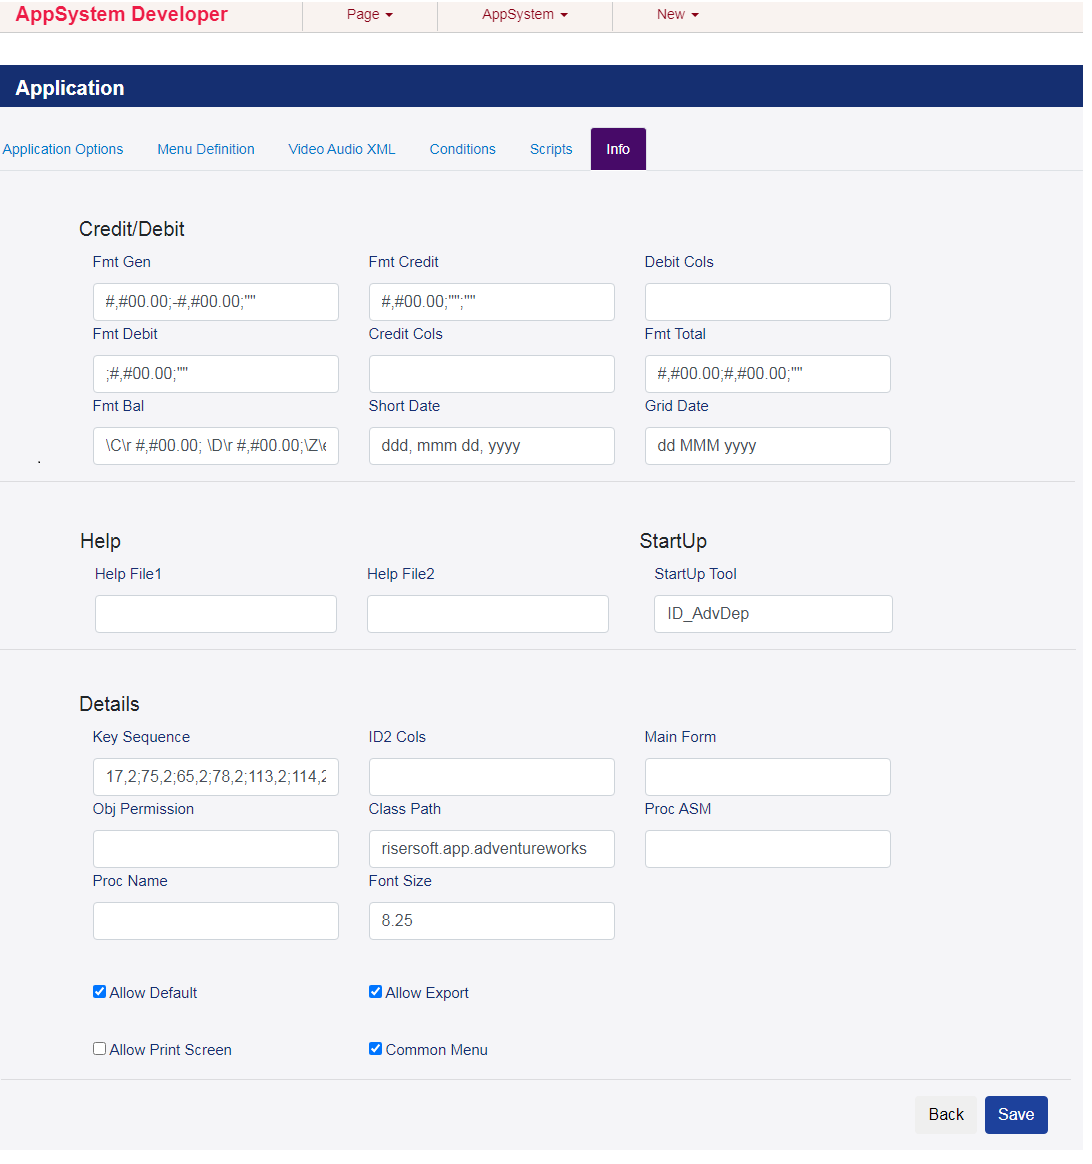 AppSystem Developer Page AppSystem New
Application
Application Options Menu Definition Video Audio XML Conditions Scripts Info
Credit/Debit
Fmt Gen Fmt Credit Debit Cols
#,#00.00;-#,#00.00;"" #,#00.00;"";""
Fmt Debit Credit Cols Fmt Total
;#,#00.00;"" #,#00.00;#,#00.00;""
Fmt Bal Short Date Grid Date
\C\r #,#00.00; \D\r #,#00.00;\Z\e ddd, mmm dd, yyyy dd MMM yyyy
.
Help StartUp
Help File1 Help File2 StartUp Tool
ID_AdvDep
Details
Key Sequence ID2 Cols Main Form
17,2;75,2;65,2;78,2;113,2;114,2
Obj Permission Class Path Proc ASM
risersoft.app.adventureworks
Proc Name Font Size
8.25
Allow Default Allow Export
Allow Print Screen Common Menu
Back Save